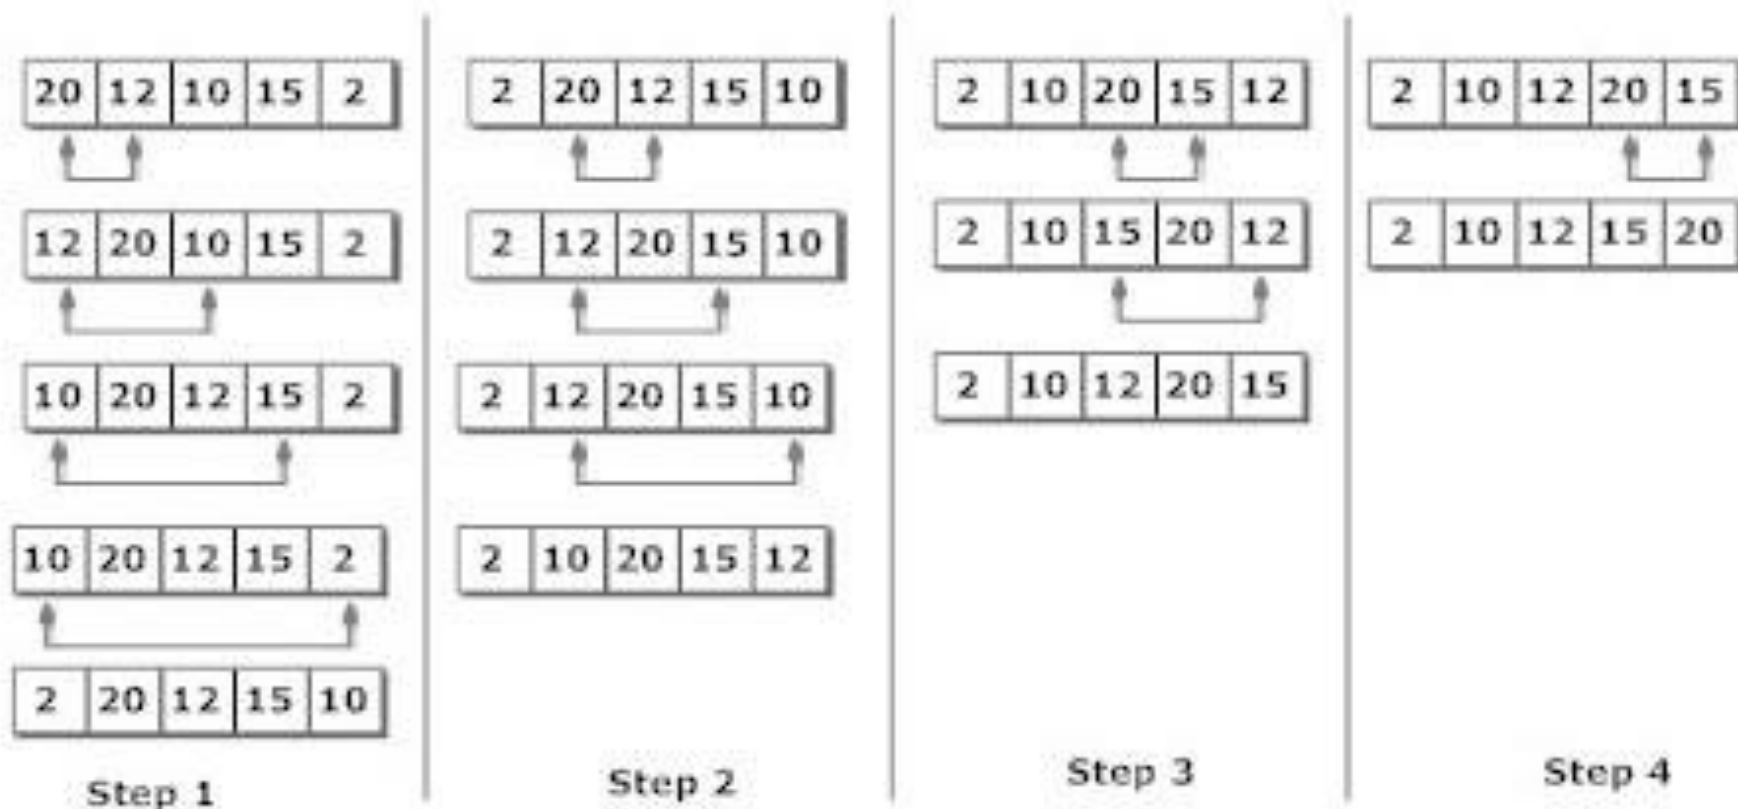 20 12 10 15 2
12 20 10 15 2
10 20 12 15 2
10 20 12 15 2
2 20 12 15 10
Step 1
2 20 12 15 10
2 12 20 15 10
2 12 20 15 10
2 10 20 15 12
Step 2
2 10 20 15 12
2 10 15 20 12
2 10 12 20 15
Step 3
2 10 12 20 15
2 10 12 15 20
Step 4